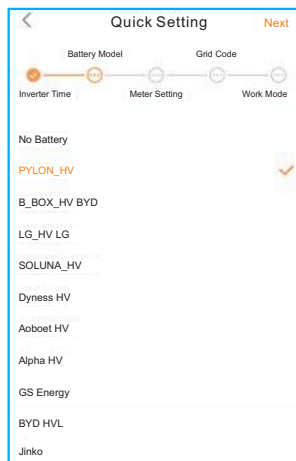 Quick Setting Next
Battery Model Grid Code
Inverter Time Meter Setting Work Mode
No Battery
PYLON_HV
B_BOX_HV BYD
LG_HV LG
SOLUNA_HV
Dyness HV
Aoboet HV
Alpha HV
GS Energy
BYD HVL
Jinko